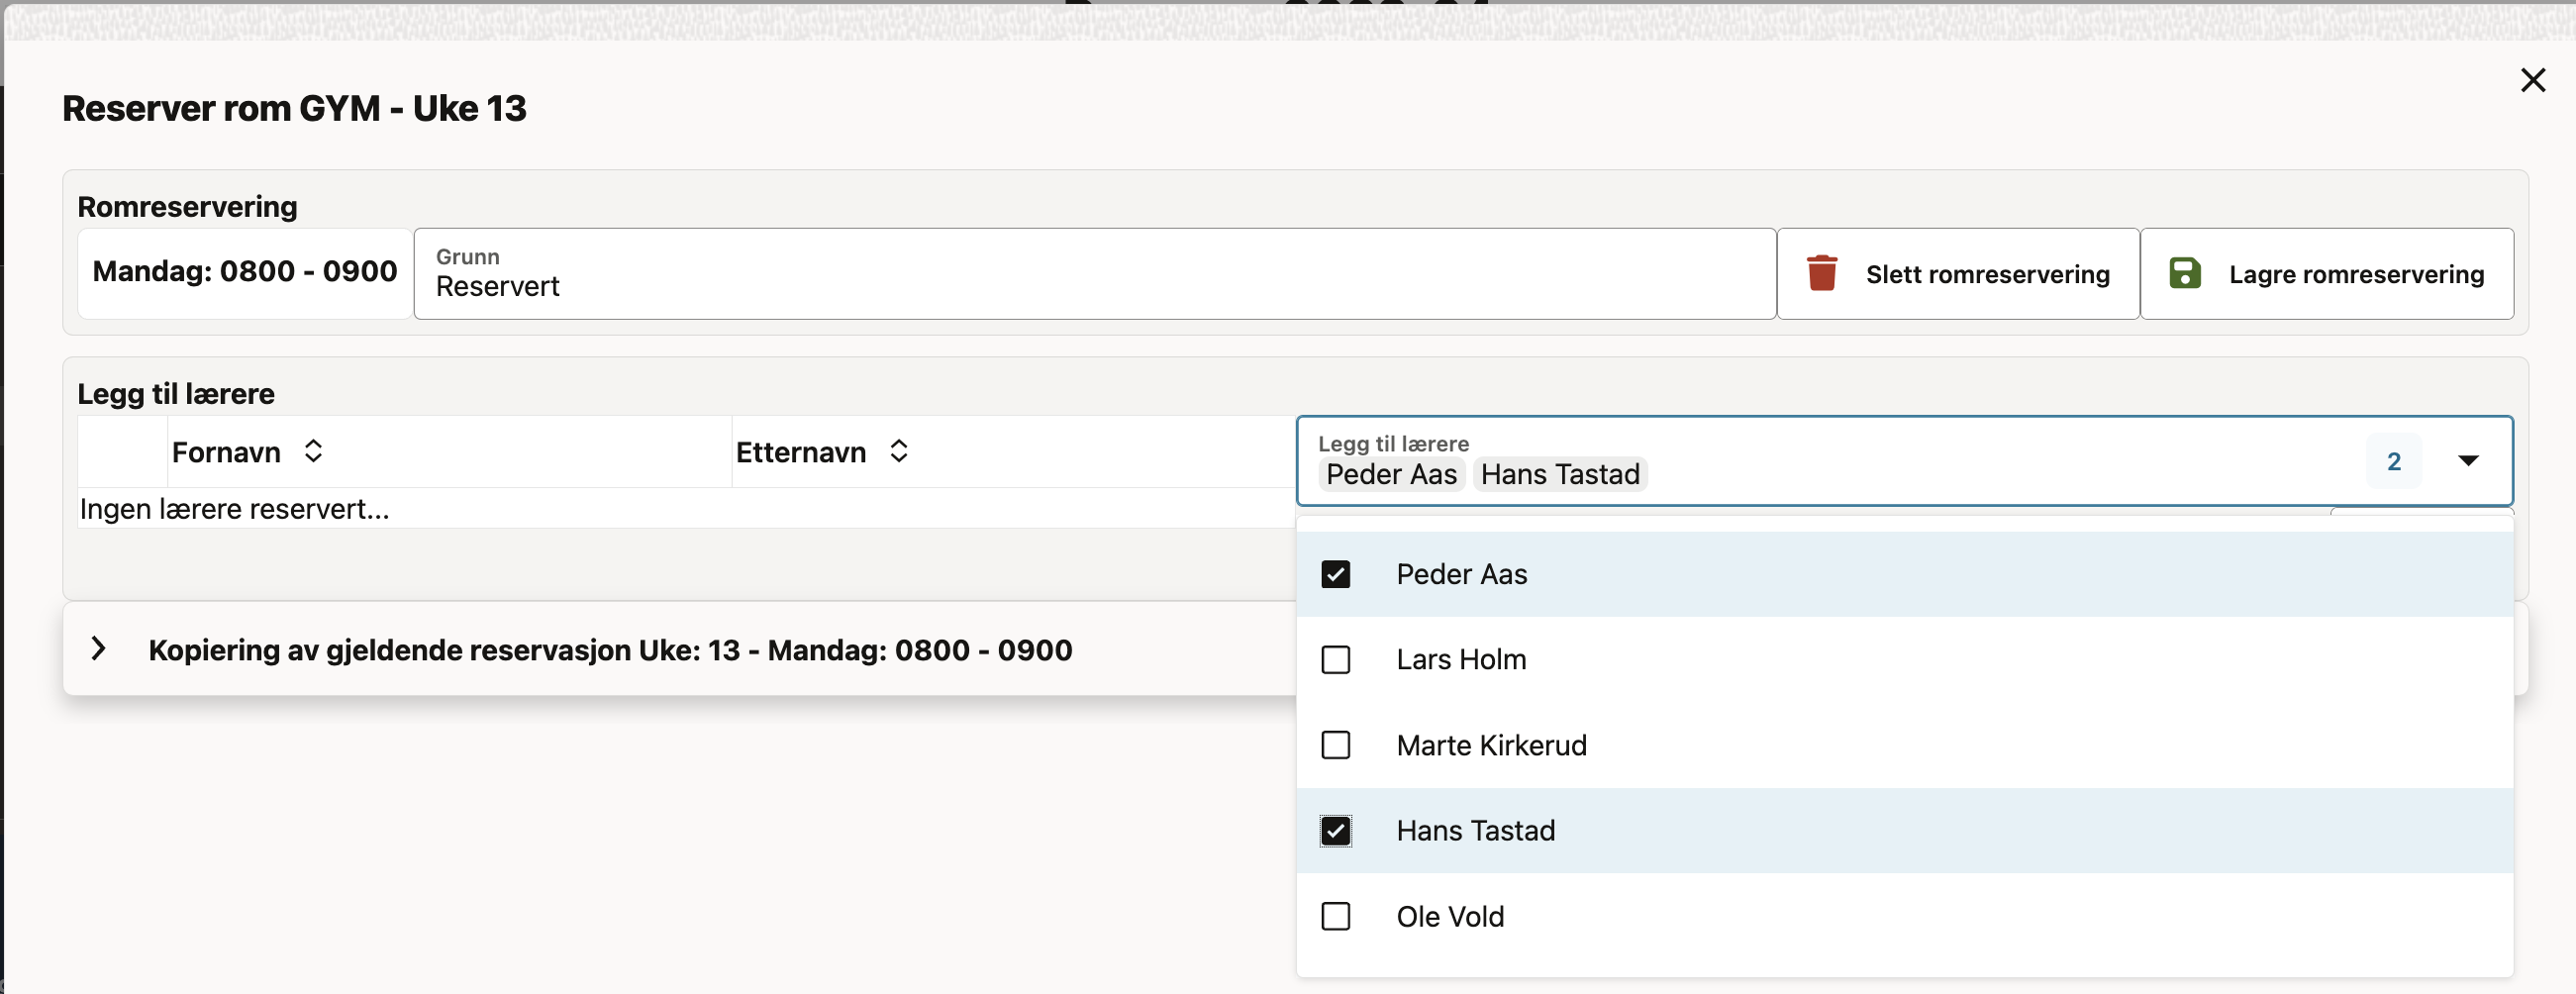 Reserver rom GYM - Uke 13
Romreservering
Mandag: 0800 - 0900
Grunn
Reservert
Slett romreservering
Lagre romreservering
Legg til lærere
Fornavn
Etternavn
Legg til lærere
Peder Aas Hans Tastad
2
Ingen lærere reservert...
Peder Aas
Lars Holm
Marte Kirkerud
Hans Tastad
Ole Vold
Kopiering av gjeldende reservasjon Uke: 13 - Mandag: 0800 - 0900